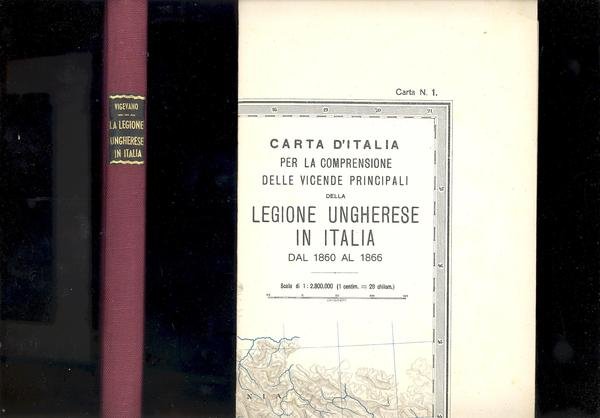 VIGEVANO
LA LEGIONE
UNGHERESE
IN ITALIA
Carta N. 1.
CARTA D'ITALIA
PER LA COMPRENSIONE
DELLE VICENDE PRINCIPALI
DELLA
LEGIONE UNGHERESE
IN ITALIA
DAL 1860 AL 1866
Scala di 1 : 2.800.000 (1 centim. = 28 chilom.)
N I A